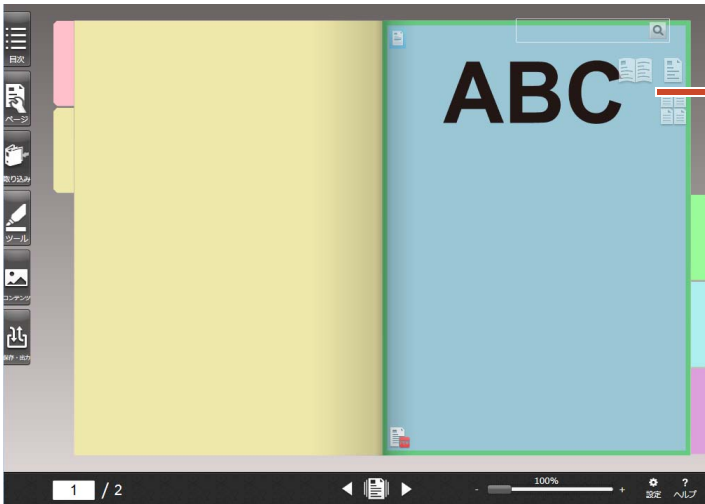 目次
ページ
取り込み
ツール
コンテンツ
保存・出力
ABC
1 / 2
- 100% +
設定
? ヘルプ